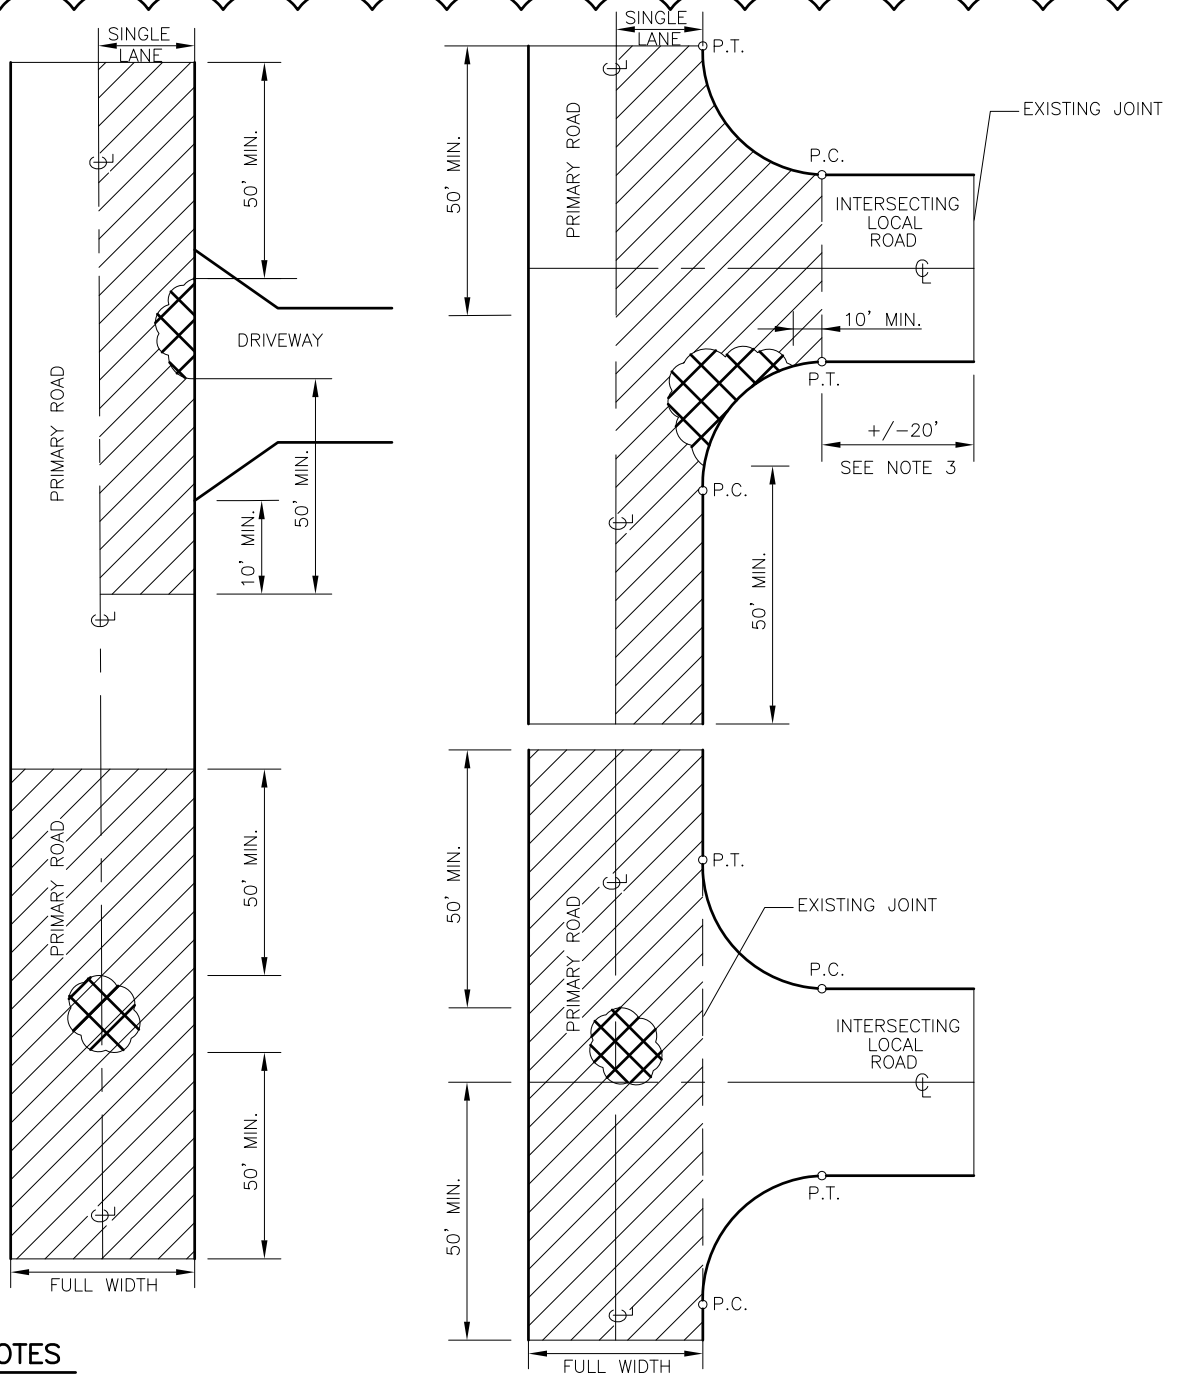 SINGLE
LANE
℄
50' MIN.
DRIVEWAY
PRIMARY ROAD
50' MIN.
10' MIN.
℄
PRIMARY ROAD
50' MIN.
50' MIN.
℄
FULL WIDTH
OTES
SINGLE
LANE
P.T.
℄
50' MIN.
PRIMARY ROAD
EXISTING JOINT
P.C.
INTERSECTING
LOCAL
ROAD
℄
10' MIN.
P.T.
+/-20'
SEE NOTE 3
P.C.
℄
50' MIN.
50' MIN.
P.T.
℄
PRIMARY ROAD
EXISTING JOINT
P.C.
INTERSECTING
LOCAL
ROAD
℄
50' MIN.
P.T.
P.C.
℄
FULL WIDTH